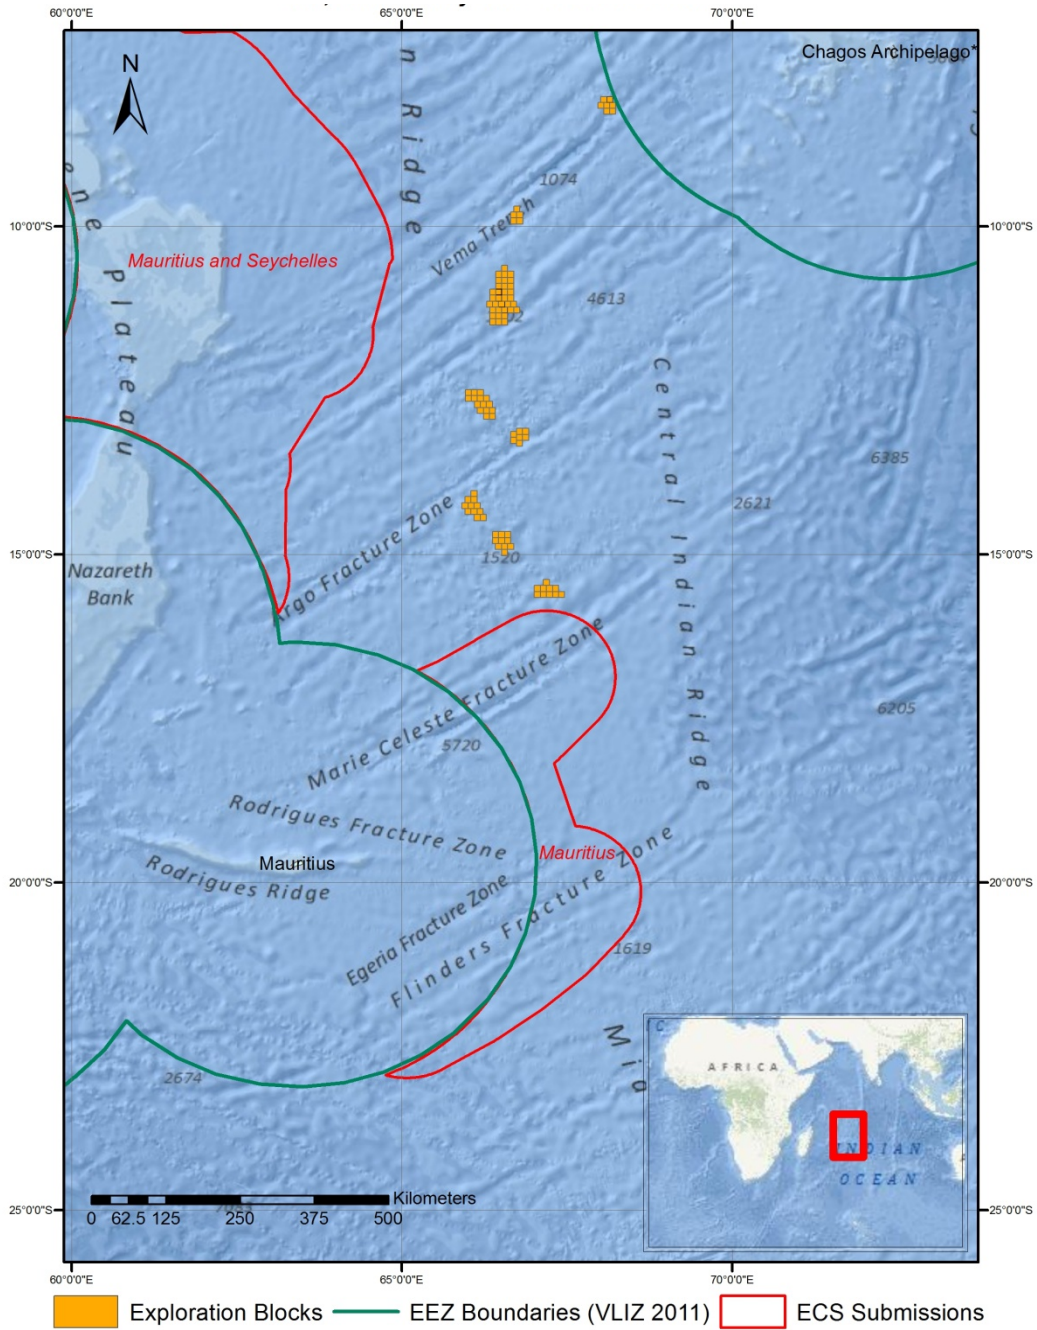 60°0'0"E 65°0'0"E 70°0'0"E
Chagos Archipelago*
N
n Ridge
1074
Vema Trench
10°0'0"S 10°0'0"S
ene Plateau
Mauritius and Seychelles
4613
Central Indian Ridge
6385
2621
Argo Fracture Zone
15°0'0"S 15°0'0"S
1520
Nazareth
Bank
Marie Celeste Fracture Zone
6205
5720
Rodrigues Fracture Zone
Mauritius
Mauritius
Rodrigues Ridge
20°0'0"S 20°0'0"S
Egeria Fracture Zone
Flinders Fracture Zone
1619
Mid
2674
IC
AFRICA
INDIAN
OCEAN
Kilometers
0 62.5 125 250 375 500
25°0'0"S 25°0'0"S
60°0'0"E 65°0'0"E 70°0'0"E
Exploration Blocks EEZ Boundaries (VLIZ 2011) ECS Submissions